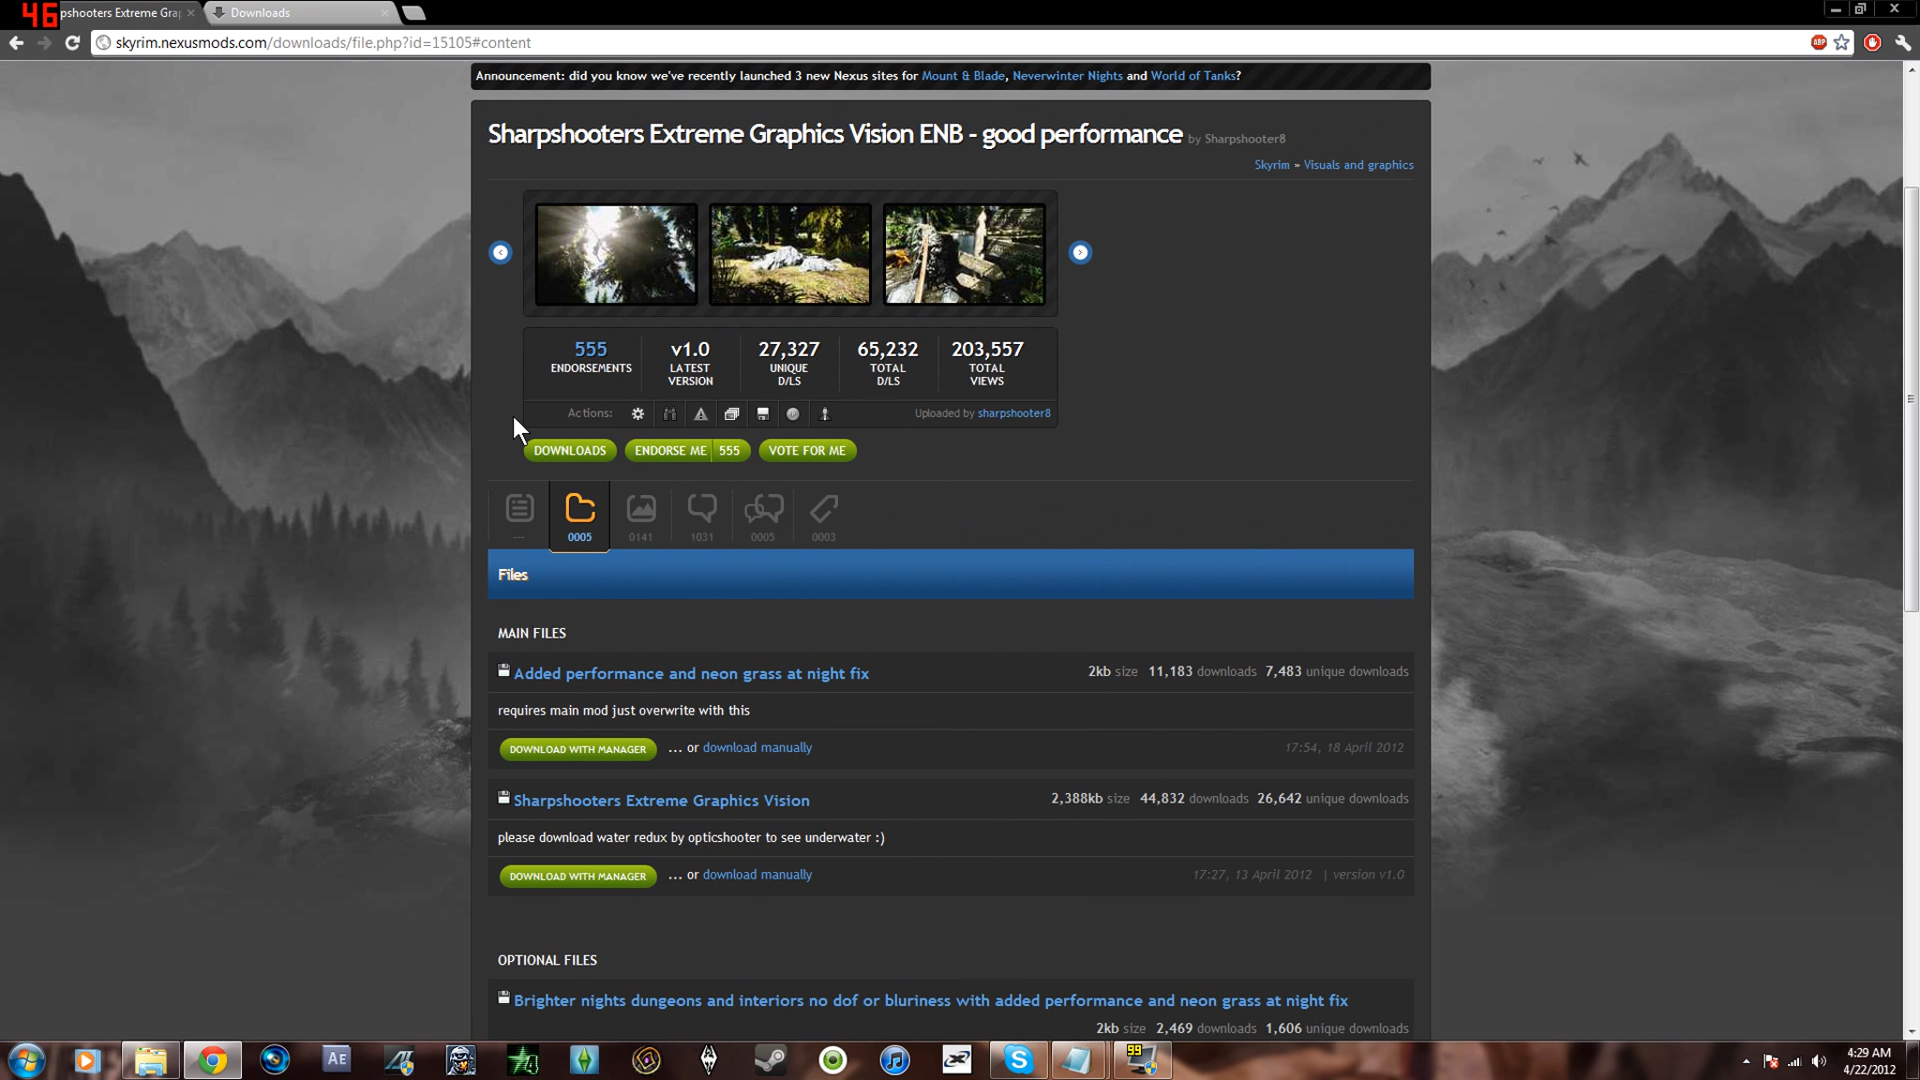 46
pshooters Extreme Gra
Downloads
skyrim.nexusmods.com/downloads/file.php?id=15105#content
ABP
Announcement: did you know we've recently launched 3 new Nexus sites for Mount & Blade, Neverwinter Nights and World of Tanks?
Sharpshooters Extreme Graphics Vision ENB - good performance by Sharpshooter8
Skyrim » Visuals and graphics
555 v1.0 27,327 65,232 203,557
ENDORSEMENTS LATEST UNIQUE TOTAL TOTAL
VERSION D/LS D/LS VIEWS
Actions: Uploaded by sharpshooter8
DOWNLOADS ENDORSE ME 555 VOTE FOR ME
— 0005 0141 1031 0005 0003
Files
MAIN FILES
Added performance and neon grass at night fix 2kb size 11,183 downloads 7,483 unique downloads
requires main mod just overwrite with this
DOWNLOAD WITH MANAGER ... or download manually 17:54, 18 April 2012
Sharpshooters Extreme Graphics Vision 2,388kb size 44,832 downloads 26,642 unique downloads
please download water redux by opticshooter to see underwater :)
DOWNLOAD WITH MANAGER ... or download manually 17:27, 13 April 2012 | version v1.0
OPTIONAL FILES
Brighter nights dungeons and interiors no dof or bluriness with added performance and neon grass at night fix
2kb size 2,469 downloads 1,606 unique downloads
AE
99
4:29 AM
4/22/2012